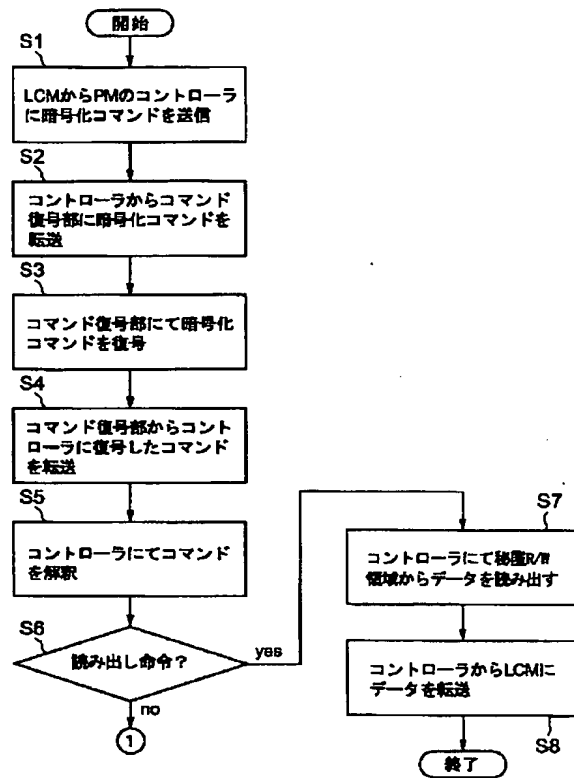 開始
S1
LCMからPMのコントローラ
に暗号化コマンドを送信
S2
コントローラからコマンド
復号部に暗号化コマンドを
転送
S3
コマンド復号部にて暗号化
コマンドを復号
S4
コマンド復号部からコント
ローラに復号したコマンド
を転送
S5
コントローラにてコマンド
を解釈
S6
読み出し命令？
yes
no
1
S7
コントローラにて秘匿R/W
領域からデータを読み出す
コントローラからLCMに
データを転送
S8
終了